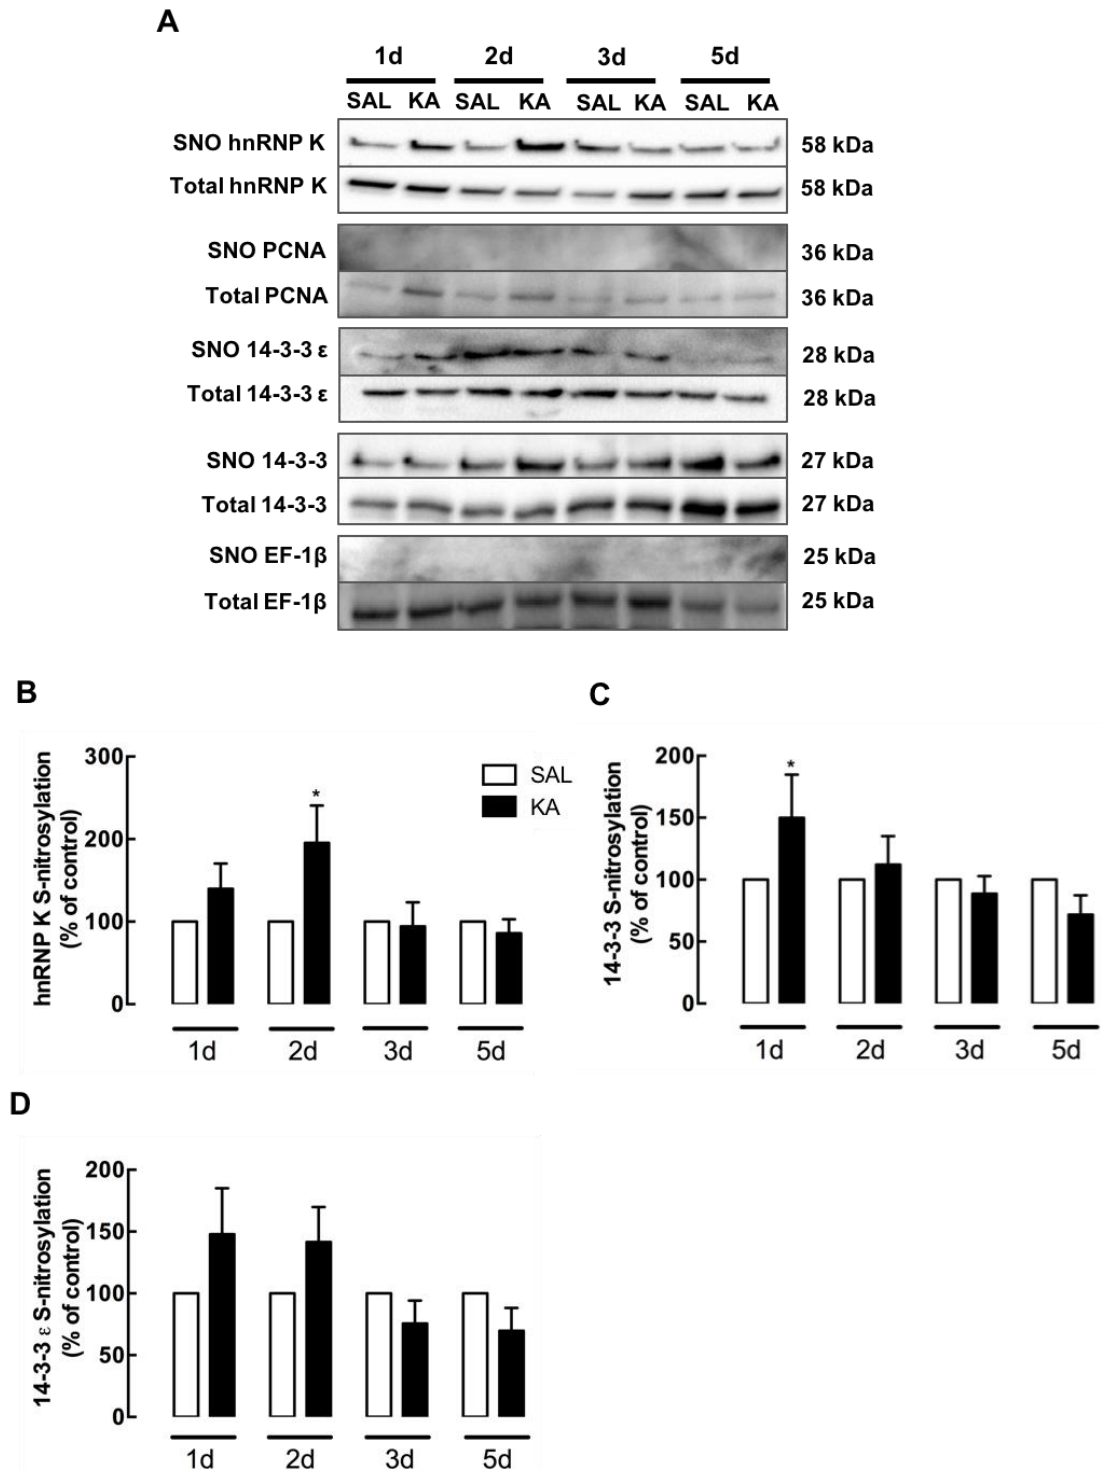 A
1d 2d 3d 5d
SAL KA SAL KA SAL KA SAL KA
SNO hnRNP K 58 kDa
Total hnRNP K 58 kDa
SNO PCNA 36 kDa
Total PCNA 36 kDa
SNO 14-3-3 ε 28 kDa
Total 14-3-3 ε 28 kDa
SNO 14-3-3 27 kDa
Total 14-3-3 27 kDa
SNO EF-1β 25 kDa
Total EF-1β 25 kDa
B
hnRNP K S-nitrosylation
(% of control)
300
200
100
0
*
SAL
KA
1d 2d 3d 5d
C
14-3-3 S-nitrosylation
(% of control)
200
150
100
50
0
*
1d 2d 3d 5d
D
14-3-3 ε S-nitrosylation
(% of control)
200
150
100
50
0
1d 2d 3d 5d